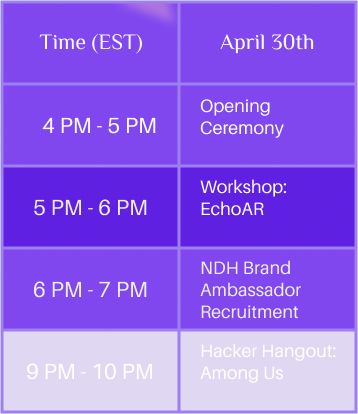 Time (EST)
April 30th
4 PM - 5 PM
Opening
Ceremony
5 PM - 6 PM
Workshop:
EchoAR
6 PM - 7 PM
NDH Brand
Ambassador
Recruitment
9 PM - 10 PM
Hacker Hangout:
Among Us